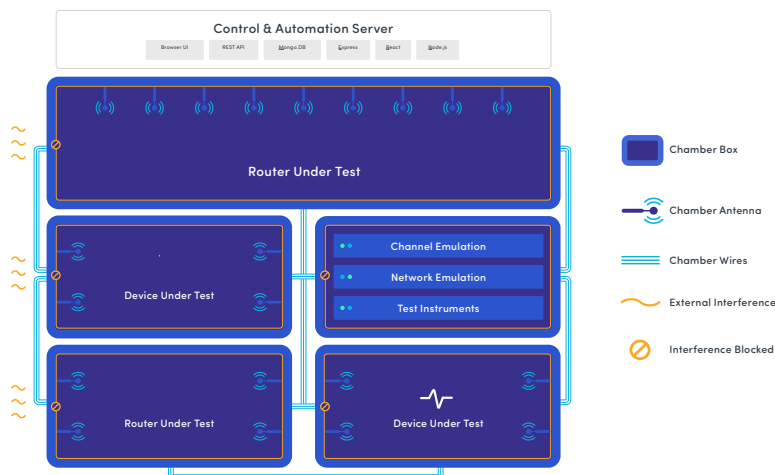 Control & Automation Server
Browser UI
REST API
Mongo.DB
Express
React
Node.js
Router Under Test
Device Under Test
Channel Emulation
Network Emulation
Test Instruments
Router Under Test
Device Under Test
Chamber Box
Chamber Antenna
Chamber Wires
External Interference
Interference Blocked